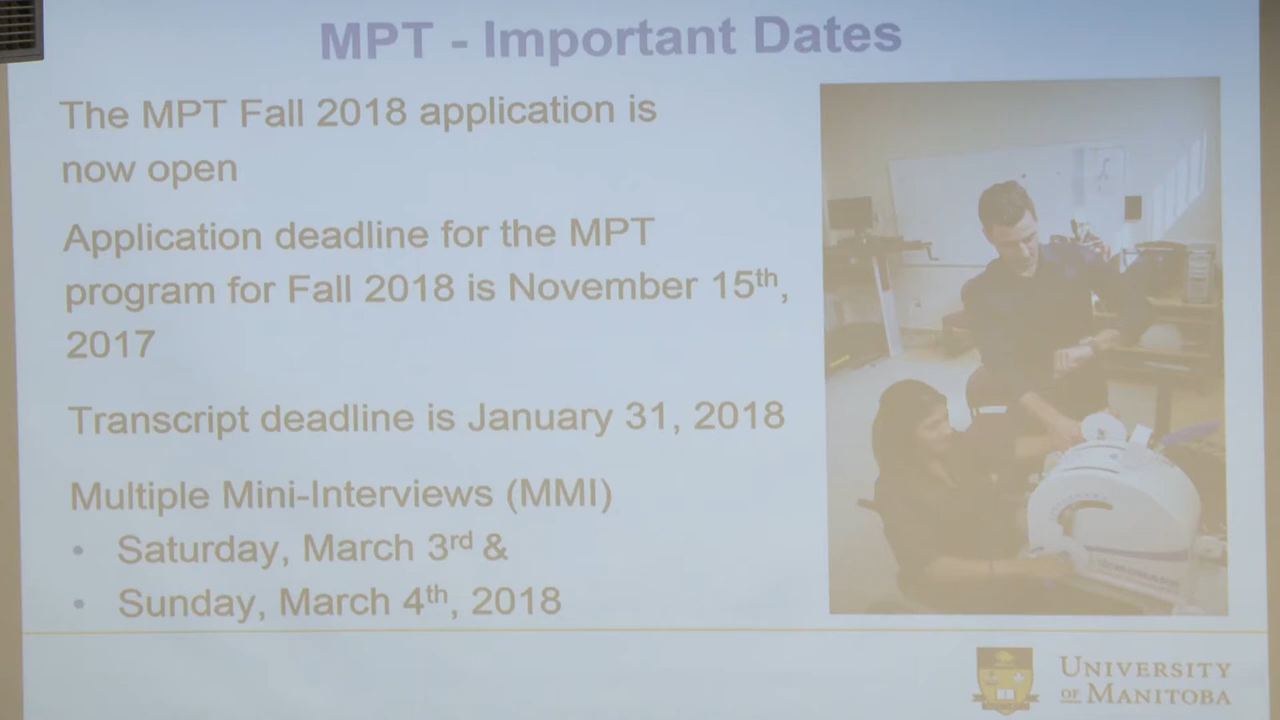 MPT - Important Dates
The MPT Fall 2018 application is
now open
Application deadline for the MPT
program for Fall 2018 is November 15th,
2017
Transcript deadline is January 31, 2018
Multiple Mini-Interviews (MMI)
• Saturday, March 3rd &
• Sunday, March 4th, 2018
UNIVERSITY
OF MANITOBA